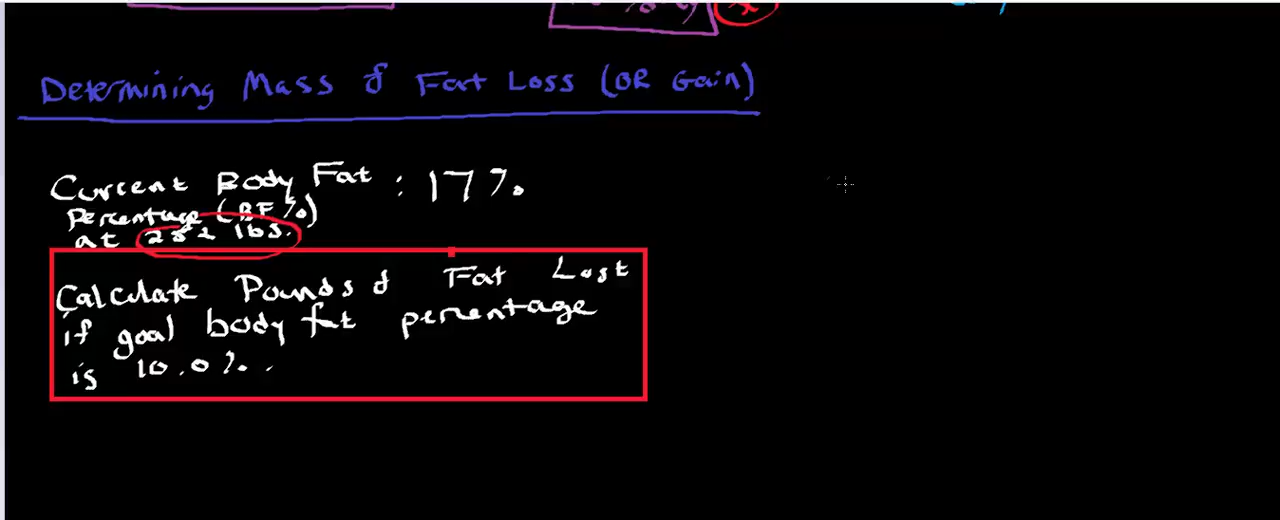 Determining Mass of Fat Loss (OR Gain)
Current Body Fat : 17%
Percentage (BF%)
at 282 lbs.
Calculate Pounds of Fat Lost
if goal body fat percentage
is 10.0%.